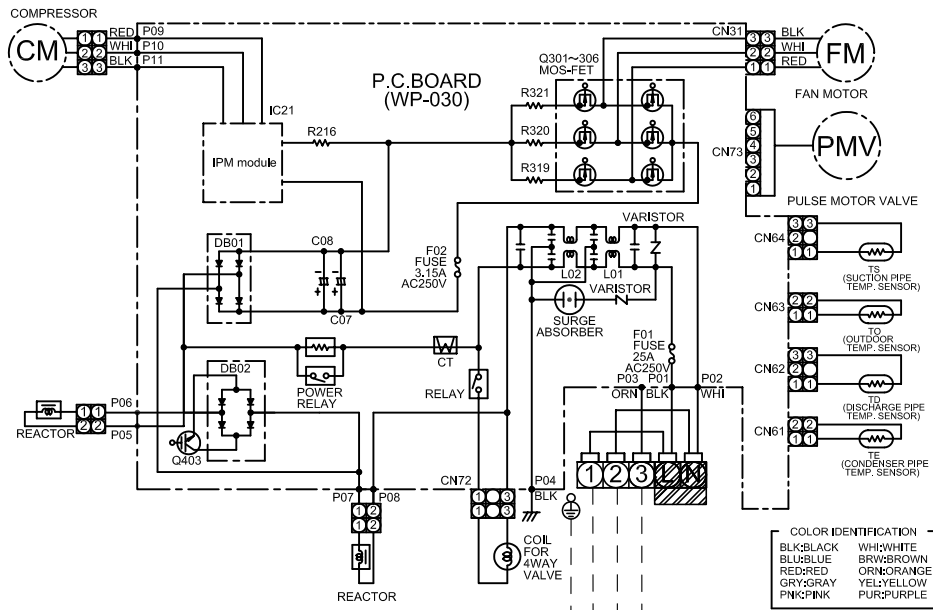 COMPRESSOR
CM
1 1
2 2
3 3
RED
WHI
BLK
P09
P10
P11
P.C.BOARD
(WP-030)
IC21
IPM module
R216
Q301~306
MOS-FET
R321
R320
R319
CN31
3 3
2 2
1 1
BLK
WHI
RED
FM
FAN MOTOR
CN73
6
5
4
3
2
1
PMV
PULSE MOTOR VALVE
CN64
3 3
2
1 1
TS
(SUCTION PIPE
TEMP. SENSOR)
CN63
2 2
1 1
TO
(OUTDOOR
TEMP. SENSOR)
CN62
3 3
2
1 1
TD
(DISCHARGE PIPE
TEMP. SENSOR)
CN61
2 2
1 1
TE
(CONDENSER PIPE
TEMP. SENSOR)
DB01
C08
C07
F02
FUSE
3.15A
AC250V
VARISTOR
L02
L01
VARISTOR
SURGE
ABSORBER
F01
FUSE
25A
AC250V
DB02
POWER
RELAY
CT
RELAY
P03
P01
P02
ORN
BLK
WHI
1 2 3 L N
REACTOR
1 1
2 2
P06
P05
Q403
P07
P08
1 2
1 2
REACTOR
CN72
1 3
1 3
P04
BLK
COIL
FOR
4WAY
VALVE
COLOR IDENTIFICATION
BLK:BLACK WHI:WHITE
BLU:BLUE BRW:BROWN
RED:RED ORN:ORANGE
GRY:GRAY YEL:YELLOW
PNK:PINK PUR:PURPLE